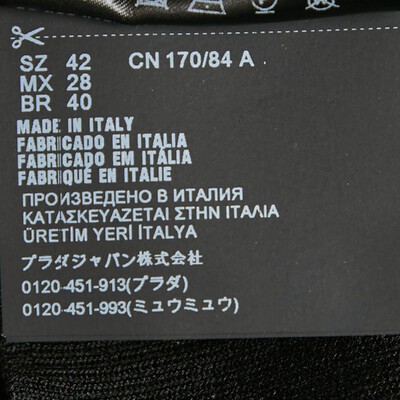 SZ 42 CN 170/84 A
MX 28
BR 40
MADE IN ITALY
FABRICADO EN ITALIA
FABRICADO EM ITÁLIA
FABRIQUÉ EN ITALIE
ПРОИЗВЕДЕНО В ИТАЛИЯ
ΚΑΤΑΣΚΕΥΑΖΕΤΑΙ ΣΤΗΝ ΙΤΑΛΙΑ
ÜRETİM YERİ İTALYA
プラダジャパン株式会社
0120-451-913(プラダ)
0120-451-993(ミュウミュウ)